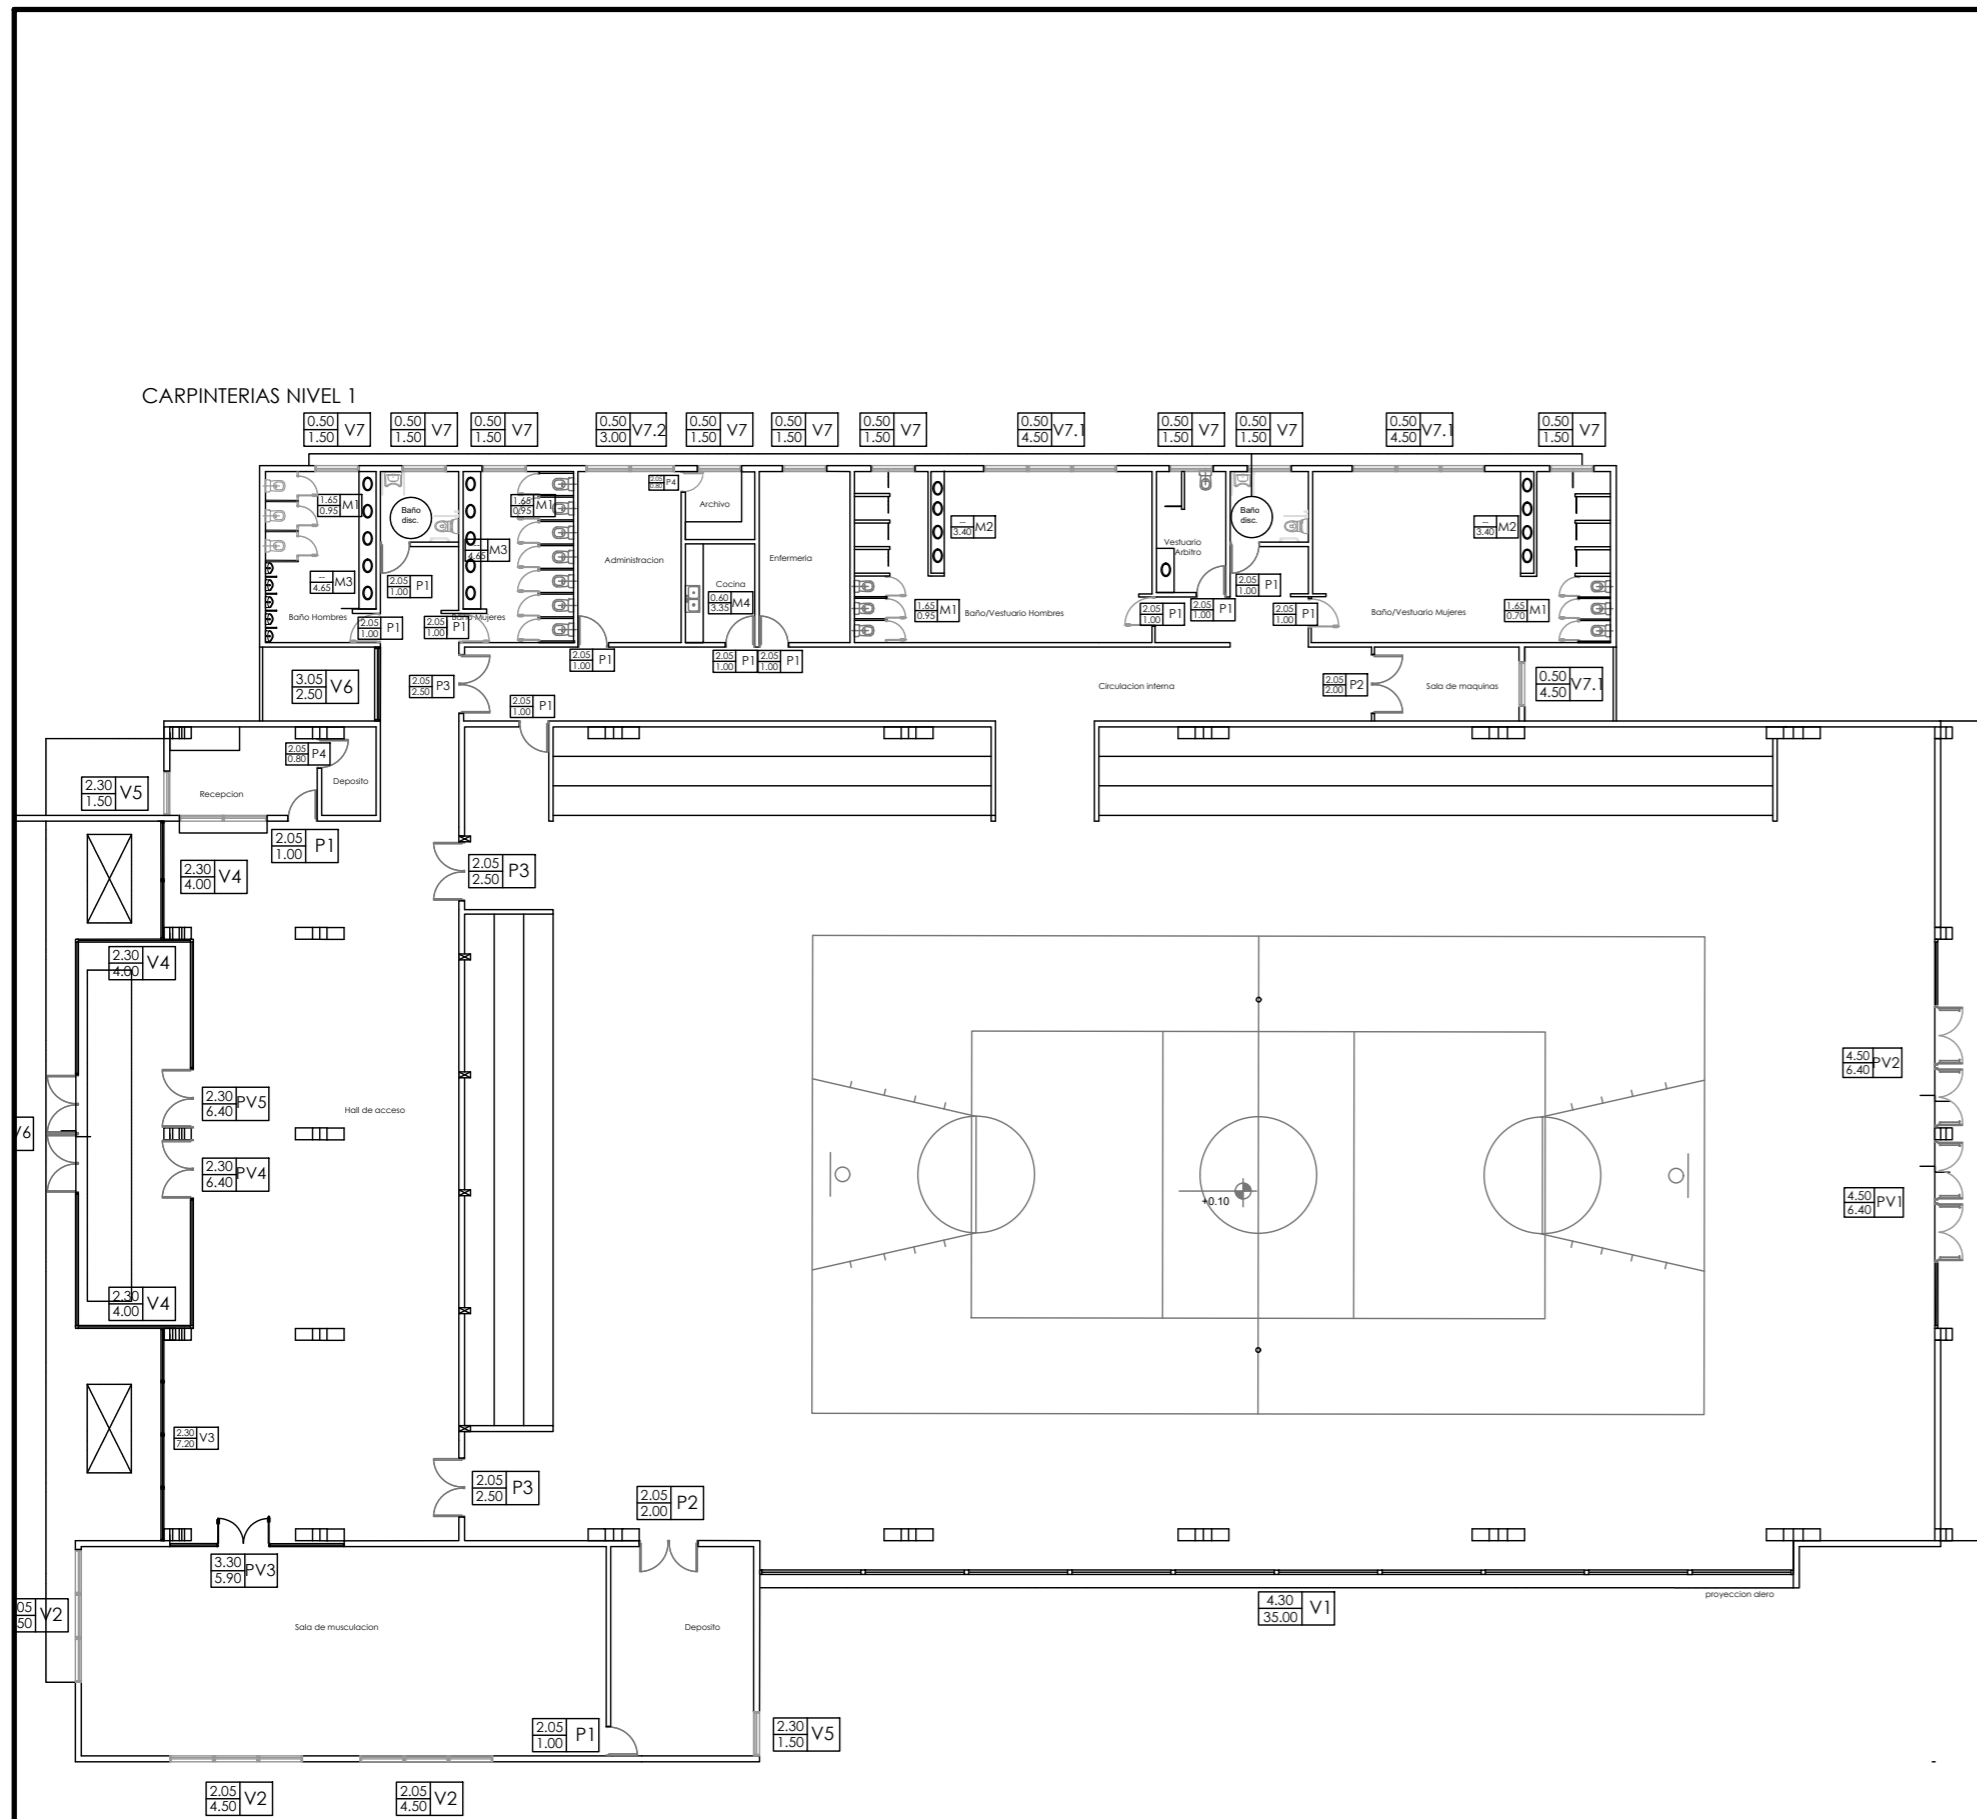 CARPINTERIAS NIVEL 1
0.50 1.50 V7
0.50 1.50 V7
0.50 1.50 V7
0.50 3.00 V7.2
0.50 1.50 V7
0.50 1.50 V7
0.50 1.50 V7
0.50 4.50 V7.1
0.50 1.50 V7
0.50 1.50 V7
0.50 4.50 V7.1
0.50 1.50 V7
2.05 0.80 P4
1.65 0.95 M1
1.65 0.95 M1
Archivo
Baño
disc.
Baño
disc.
-- 3.40 M2
-- 3.40 M2
Vestuario
Arbitro
-- 4.65 M3
Administracion
Enfermeria
-- 4.65 M3
2.05 1.00 P1
Cocina
0.60 3.35 M4
2.05 1.00 P1
Baño Hombres
Baño Mujeres
1.65 0.95 M1
Baño/Vestuario Hombres
2.05 1.00 P1
2.05 1.00 P1
2.05 1.00 P1
Baño/Vestuario Mujeres
1.65 0.70 M1
2.05 1.00 P1
2.05 1.00 P1
2.05 1.00 P1
2.05 1.00 P1
2.05 1.00 P1
3.05 2.50 V6
2.05 2.50 P3
Circulacion interna
2.05 2.00 P2
Sala de maquinas
0.50 4.50 V7.1
2.05 1.00 P1
2.05 0.80 P4
Deposito
2.30 1.50 V5
Recepcion
2.05 1.00 P1
2.30 4.00 V4
2.05 2.50 P3
2.30 4.00 V4
4.50 6.40 PV2
2.30 6.40 PV5
Hall de acceso
V6
2.30 6.40 PV4
+0.10
4.50 6.40 PV1
2.30 4.00 V4
2.30 7.20 V3
2.05 2.50 P3
2.05 2.00 P2
3.30 5.90 PV3
05 50 V2
4.30 35.00 V1
proyeccion alero
Sala de musculacion
Deposito
2.05 1.00 P1
2.30 1.50 V5
2.05 4.50 V2
2.05 4.50 V2